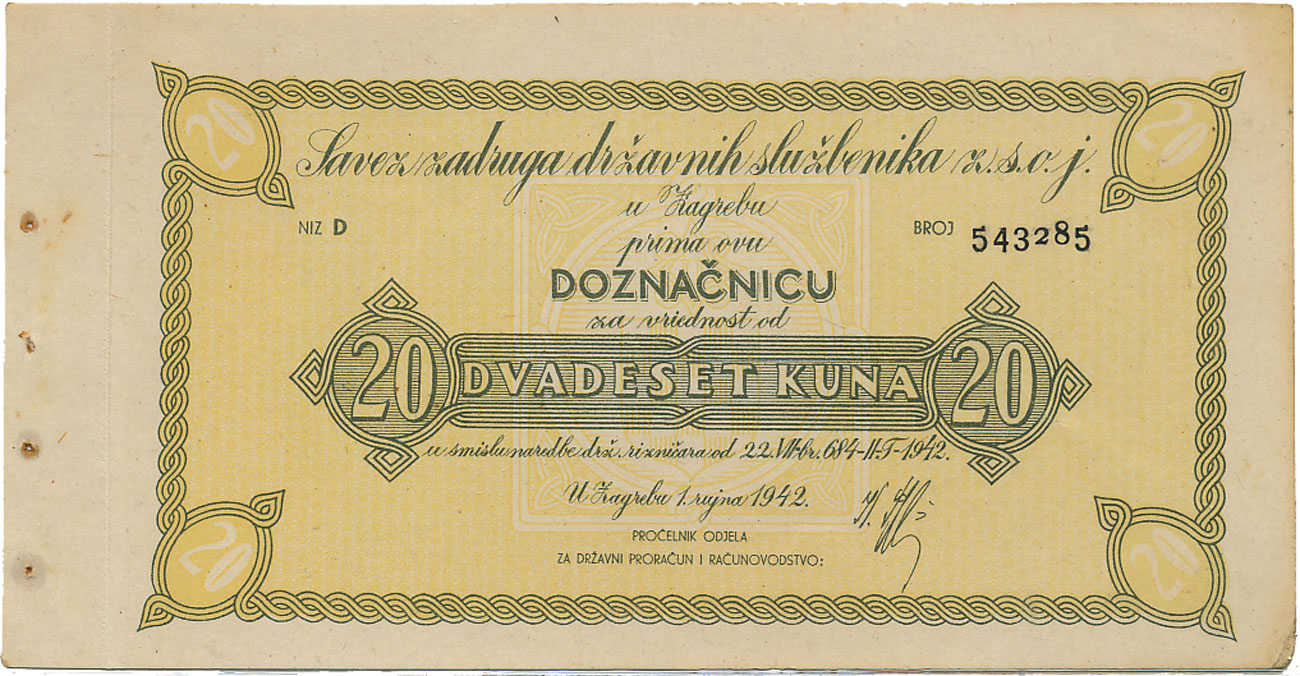 20 20
Savez zadruga državnih službenika z.s.o.j.
u Zagrebu
NIZ D BROJ 543285
prima ovu
DOZNAČNICU
za vriednost od
20 DVADESET KUNA 20
u smislu naredbe drž. rizničara od 22.VII-br. 684-II-T-1942.
U Zagrebu 1. rujna 1942.
PROČELNIK ODJELA
ZA DRŽAVNI PRORAČUN I RAČUNOVODSTVO:
20 20